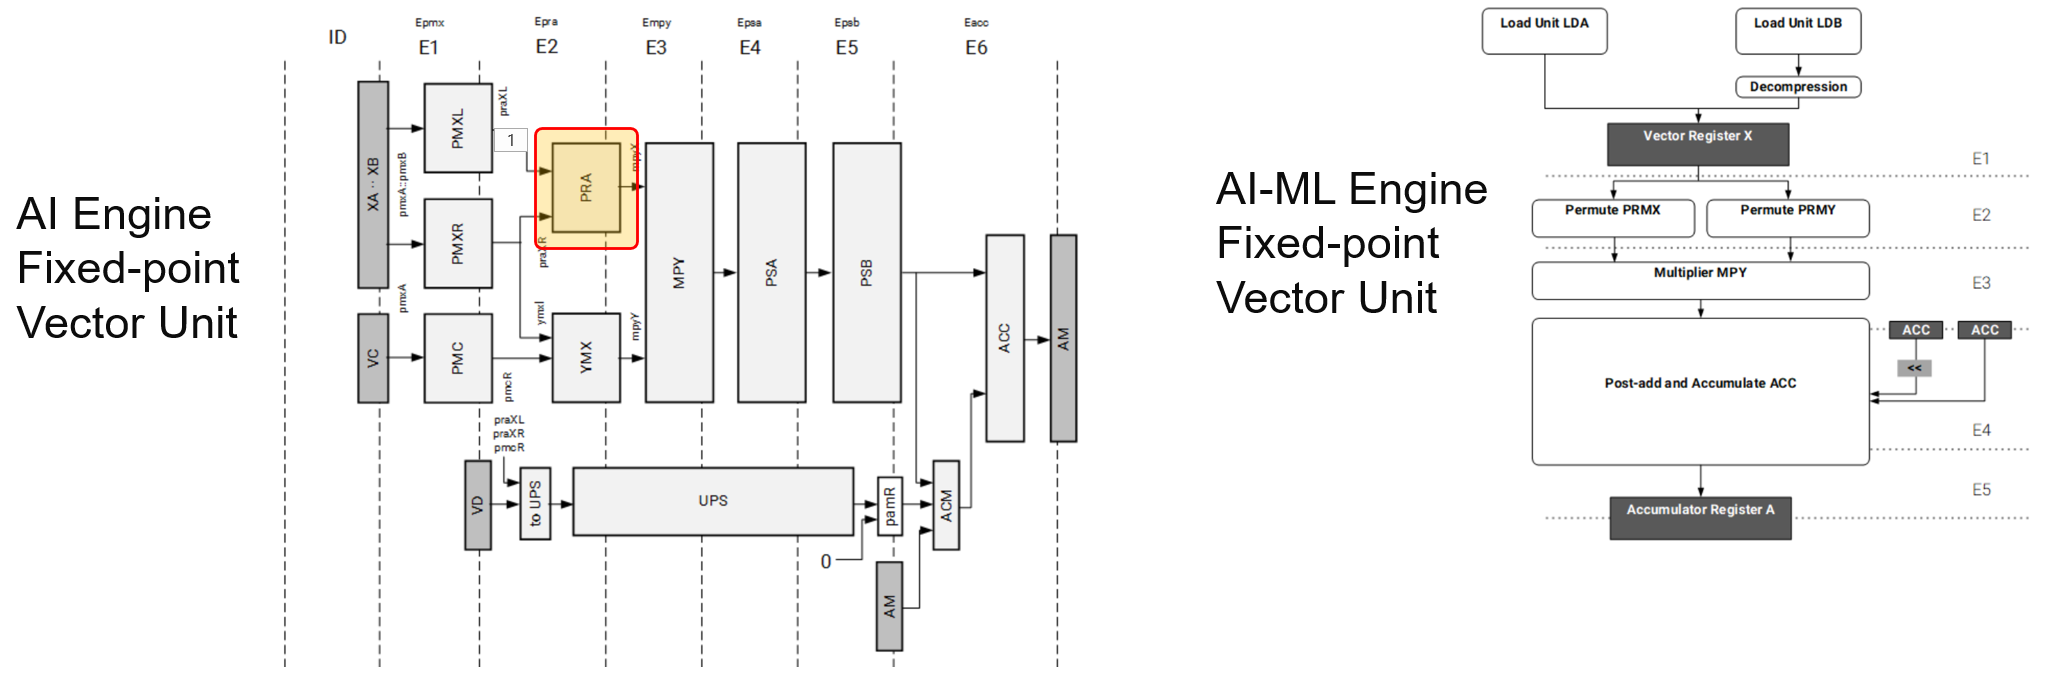 AI Engine
Fixed-point
Vector Unit
ID
Epmx
E1
Epra
E2
Empy
E3
Epsa
E4
Epsb
E5
Eacc
E6
XA :: XB
pmxA::pmxB
PMXL
praXL
1
PRA
mpyX
PMXR
praXR
pmxA
VC
PMC
pmcR
ymxI
YMX
mpyY
MPY
PSA
PSB
ACC
AM
praXL
praXR
pmcR
VD
to UPS
UPS
pamR
ACM
0
AM
AI-ML Engine
Fixed-point
Vector Unit
Load Unit LDA
Load Unit LDB
Decompression
Vector Register X
E1
Permute PRMX
Permute PRMY
E2
Multiplier MPY
E3
ACC
ACC
<<
Post-add and Accumulate ACC
E4
E5
Accumulator Register A